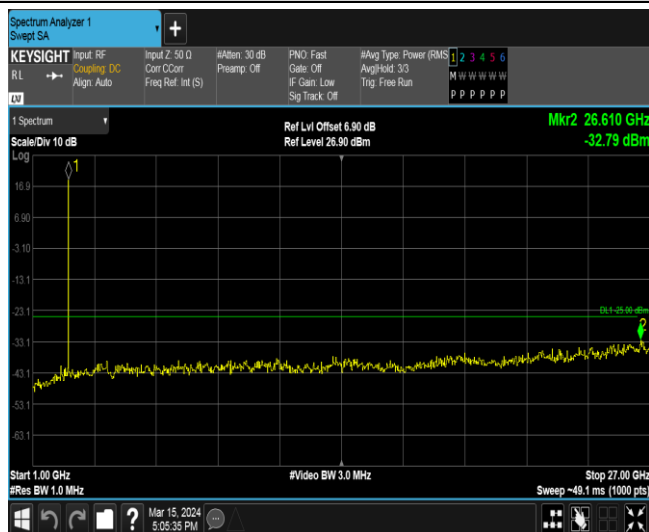 Spectrum Analyzer 1
Swept SA
+
KEYSIGHT
RL
LXI
Input: RF
Coupling: DC
Align: Auto
Input Z: 50 Ω
Corr CCorr
Freq Ref: Int (S)
#Atten: 30 dB
Preamp: Off
PNO: Fast
Gate: Off
IF Gain: Low
Sig Track: Off
#Avg Type: Power (RMS
Avg|Hold: 3/3
Trig: Free Run
1 2 3 4 5 6
M W W W W W
P P P P P P
1 Spectrum
Scale/Div 10 dB
Log
Ref Lvl Offset 6.90 dB
Ref Level 26.90 dBm
Mkr2 26.610 GHz
-32.79 dBm
1
16.9
6.90
-3.10
-13.1
-23.1
DL1 -25.00 dBm
2
-33.1
-43.1
-53.1
-63.1
Start 1.00 GHz
#Res BW 1.0 MHz
#Video BW 3.0 MHz
Stop 27.00 GHz
Sweep ~49.1 ms (1000 pts)
?
Mar 15, 2024
5:05:35 PM